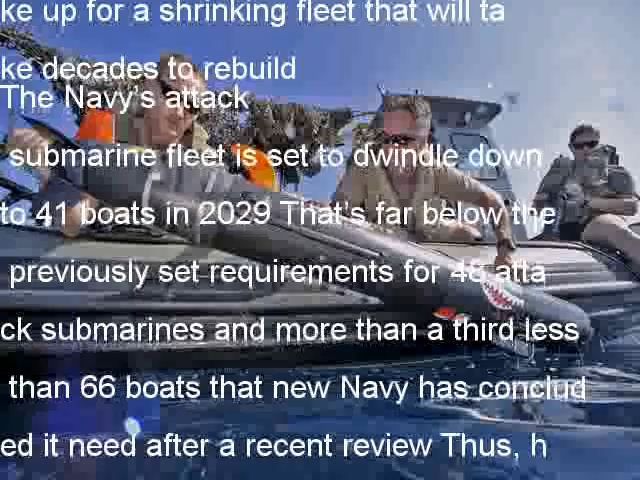 ke up for a shrinking fleet that will ta
ke decades to rebuild
The Navy's attack
submarine fleet is set to dwindle down
to 41 boats in 2029 That's far below the
previously set requirements for 48 atta
ck submarines and more than a third less
than 66 boats that new Navy has conclud
ed it need after a recent review Thus, h